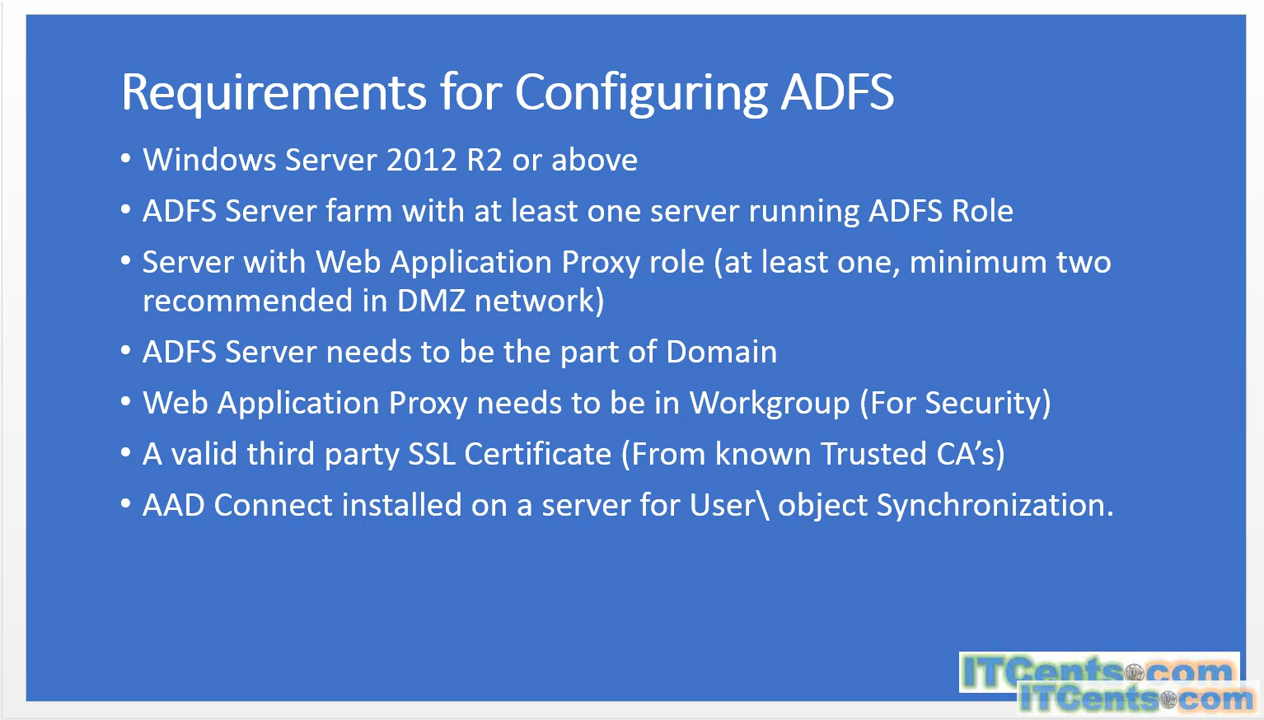 Requirements for Configuring ADFS
• Windows Server 2012 R2 or above
• ADFS Server farm with at least one server running ADFS Role
• Server with Web Application Proxy role (at least one, minimum two
recommended in DMZ network)
• ADFS Server needs to be the part of Domain
• Web Application Proxy needs to be in Workgroup (For Security)
• A valid third party SSL Certificate (From known Trusted CA’s)
• AAD Connect installed on a server for User\ object Synchronization.
ITCents.com
ITCents.com